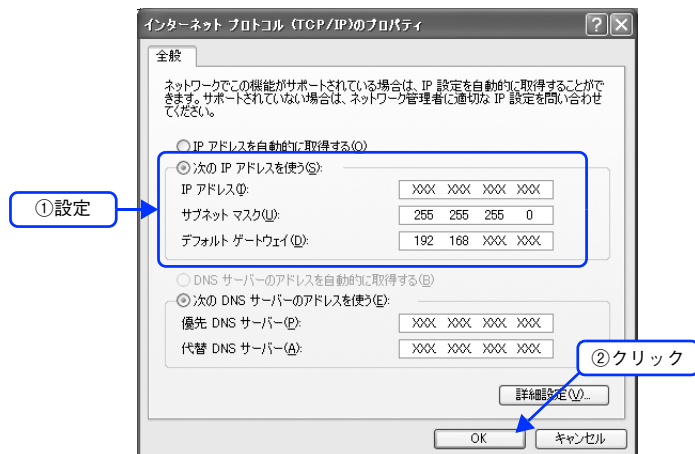 インターネット プロトコル (TCP/IP)のプロパティ
全般
ネットワークでこの機能がサポートされている場合は、IP 設定を自動的に取得することがで
きます。サポートされていない場合は、ネットワーク管理者に適切な IP 設定を問い合わせ
てください。
IP アドレスを自動的に取得する(O)
次の IP アドレスを使う(S):
IP アドレス(I): XXX XXX XXX XXX
①設定
サブネット マスク(U): 255 255 255 0
デフォルト ゲートウェイ(D): 192 168 XXX XXX
DNS サーバーのアドレスを自動的に取得する(B)
次の DNS サーバーのアドレスを使う(E):
優先 DNS サーバー(P): XXX XXX XXX XXX
代替 DNS サーバー(A): XXX XXX XXX XXX
②クリック
詳細設定(V)...
OK
キャンセル